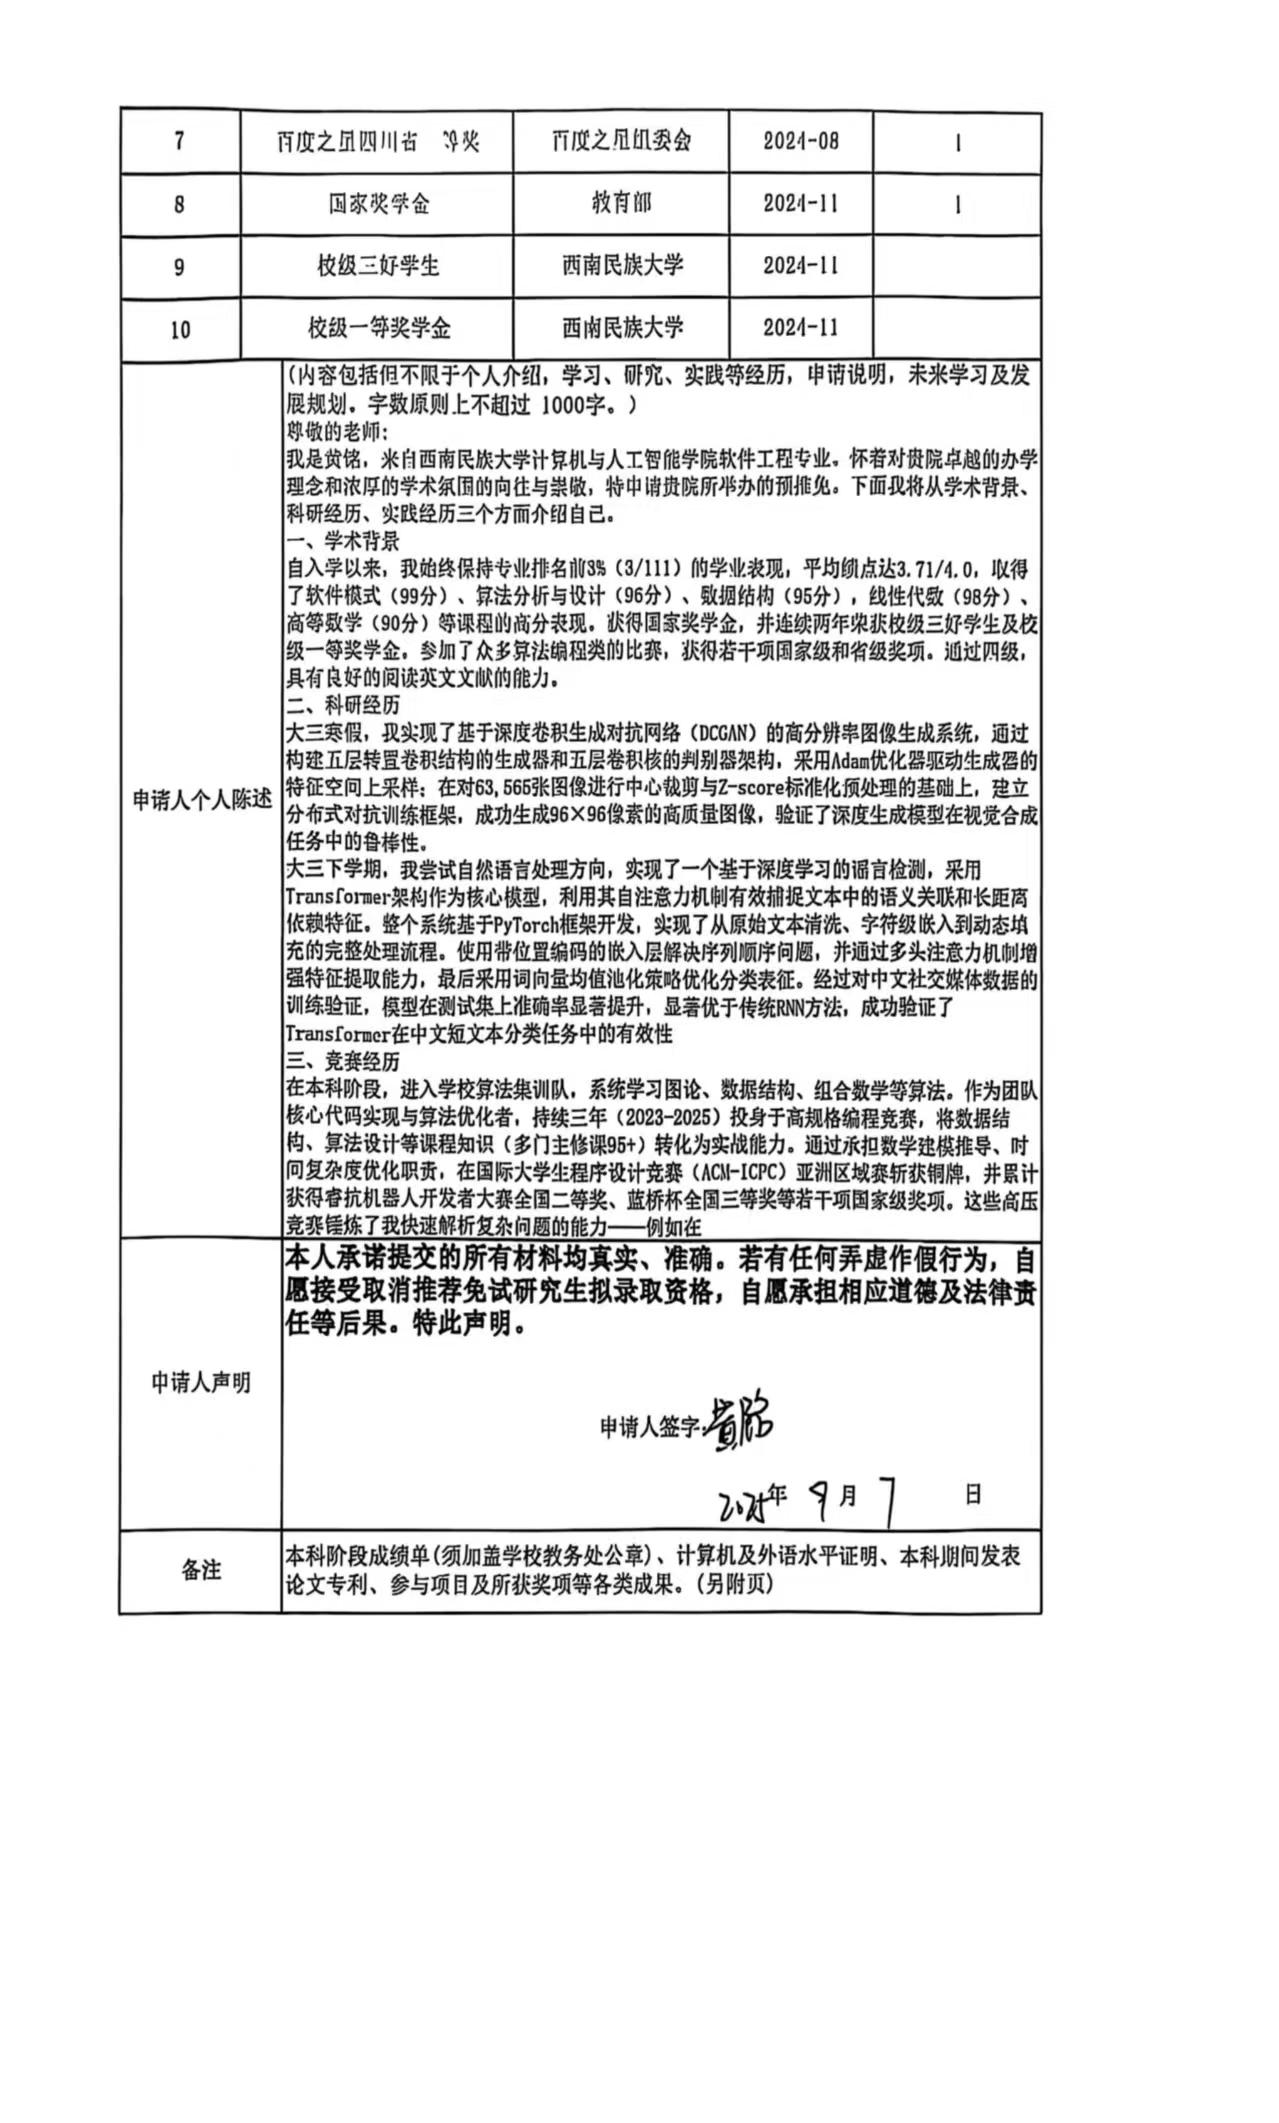 7 百度之星四川省 等奖 百度之星组委会 2024-08 1
8 国家奖学金 教育部 2024-11 1
9 校级三好学生 西南民族大学 2024-11
10 校级一等奖学金 西南民族大学 2024-11
申请人个人陈述
(内容包括但不限于个人介绍，学习、研究、实践等经历，申请说明，未来学习及发
展规划。字数原则上不超过 1000字。)
尊敬的老师：
我是黄铭，来自西南民族大学计算机与人工智能学院软件工程专业。怀着对贵院卓越的办学
理念和浓厚的学术氛围的向往与崇敬，特申请贵院所举办的预推免。下面我将从学术背景、
科研经历、实践经历三个方面介绍自己。
一、学术背景
自入学以来，我始终保持专业排名前3%（3/111）的学业表现，平均绩点达3.71/4.0，取得
了软件模式（99分）、算法分析与设计（96分）、数据结构（95分），线性代数（98分）、
高等数学（90分）等课程的高分表现。获得国家奖学金，并连续两年荣获校级三好学生及校
级一等奖学金。参加了众多算法编程类的比赛，获得若干项国家级和省级奖项。通过四级，
具有良好的阅读英文文献的能力。
二、科研经历
大三寒假，我实现了基于深度卷积生成对抗网络（DCGAN）的高分辨率图像生成系统，通过
构建五层转置卷积结构的生成器和五层卷积核的判别器架构，采用Adam优化器驱动生成器的
特征空间上采样；在对63,565张图像进行中心裁剪与Z-score标准化预处理的基础上，建立
分布式对抗训练框架，成功生成96×96像素的高质量图像，验证了深度生成模型在视觉合成
任务中的鲁棒性。
大三下学期，我尝试自然语言处理方向，实现了一个基于深度学习的谣言检测，采用
Transformer架构作为核心模型，利用其自注意力机制有效捕捉文本中的语义关联和长距离
依赖特征。整个系统基于PyTorch框架开发，实现了从原始文本清洗、字符级嵌入到动态填
充的完整处理流程。使用带位置编码的嵌入层解决序列顺序问题，并通过多头注意力机制增
强特征提取能力，最后采用词向量均值池化策略优化分类表征。经过对中文社交媒体数据的
训练验证，模型在测试集上准确率显著提升，显著优于传统RNN方法，成功验证了
Transformer在中文短文本分类任务中的有效性
三、竞赛经历
在本科阶段，进入学校算法集训队，系统学习图论、数据结构、组合数学等算法。作为团队
核心代码实现与算法优化者，持续三年（2023-2025）投身于高规格编程竞赛，将数据结
构、算法设计等课程知识（多门主修课95+）转化为实战能力。通过承担数学建模推导、时
间复杂度优化职责，在国际大学生程序设计竞赛（ACM-ICPC）亚洲区域赛斩获铜牌，并累计
获得睿抗机器人开发者大赛全国二等奖、蓝桥杯全国三等奖等若干项国家级奖项。这些高压
竞赛锤炼了我快速解析复杂问题的能力——例如在
申请人声明
本人承诺提交的所有材料均真实、准确。若有任何弄虚作假行为，自
愿接受取消推荐免试研究生拟录取资格，自愿承担相应道德及法律责
任等后果。特此声明。
申请人签字：黄铭
2025年 9月 7 日
备注
本科阶段成绩单(须加盖学校教务处公章)、计算机及外语水平证明、本科期间发表
论文专利、参与项目及所获奖项等各类成果。(另附页)